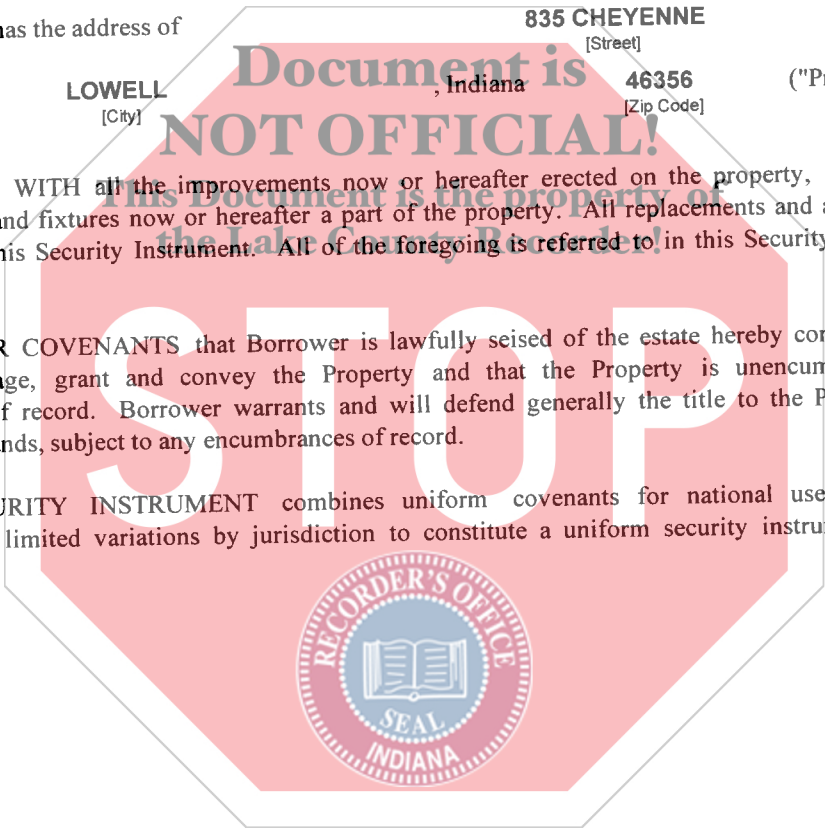 has the address of 835 CHEYENNE
[Street]
LOWELL , Indiana 46356 ("P
[City] [Zip Code]
Document is
NOT OFFICIAL!
This Document is the property of
the Lake County Recorder!
WITH all the improvements now or hereafter erected on the property,
and fixtures now or hereafter a part of the property. All replacements and a
his Security Instrument. All of the foregoing is referred to in this Security
R COVENANTS that Borrower is lawfully seised of the estate hereby con
age, grant and convey the Property and that the Property is unencum
f record. Borrower warrants and will defend generally the title to the P
nds, subject to any encumbrances of record.
URITY INSTRUMENT combines uniform covenants for national use
limited variations by jurisdiction to constitute a uniform security instru
STOP
RECORDER'S OFFICE
SEAL
INDIANA